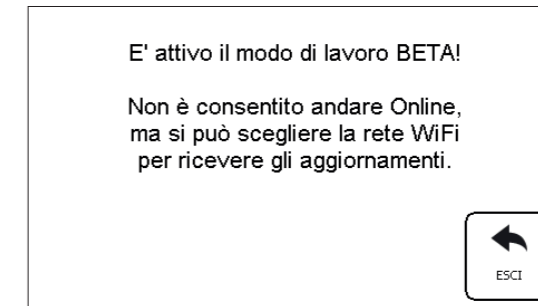 E' attivo il modo di lavoro BETA!
Non è consentito andare Online,
ma si può scegliere la rete WiFi
per ricevere gli aggiornamenti.
ESCI